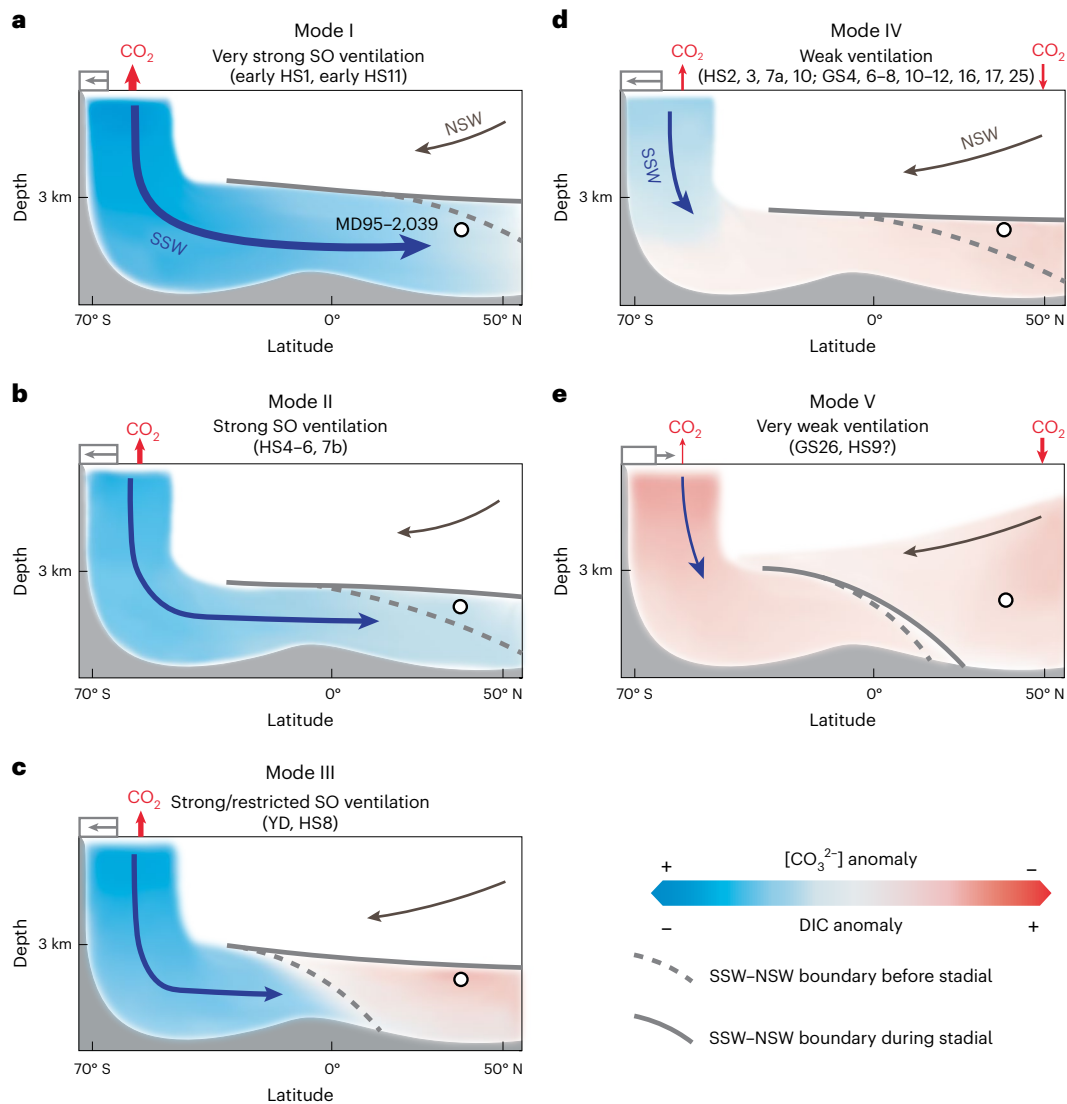 a
Mode I
Very strong SO ventilation
(early HS1, early HS11)
CO2
NSW
SSW
MD95–2,039
Depth
3 km
70° S
0°
50° N
Latitude
b
Mode II
Strong SO ventilation
(HS4–6, 7b)
CO2
Depth
3 km
70° S
0°
50° N
Latitude
c
Mode III
Strong/restricted SO ventilation
(YD, HS8)
CO2
Depth
3 km
70° S
0°
50° N
Latitude
d
Mode IV
Weak ventilation
(HS2, 3, 7a, 10; GS4, 6–8, 10–12, 16, 17, 25)
CO2
CO2
NSW
SSW
Depth
3 km
70° S
0°
50° N
Latitude
e
Mode V
Very weak ventilation
(GS26, HS9?)
CO2
CO2
Depth
3 km
70° S
0°
50° N
Latitude
[CO32−] anomaly
+
−
DIC anomaly
−
+
SSW–NSW boundary before stadial
SSW–NSW boundary during stadial